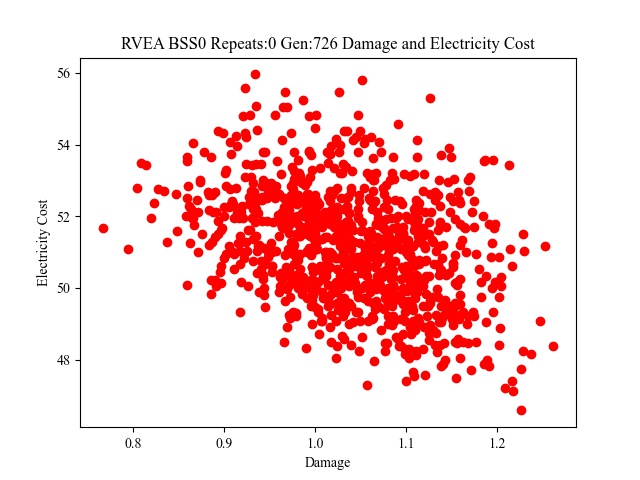 RVEA BSS0 Repeats:0 Gen:726 Damage and Electricity Cost
56
54
52
50
48
Electricity Cost
0.8 0.9 1.0 1.1 1.2
Damage